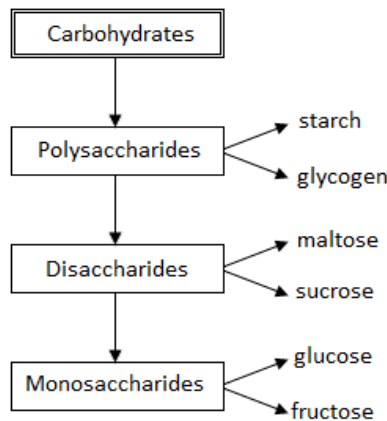 Carbohydrates
starch
Polysaccharides
glycogen
maltose
Disaccharides
sucrose
glucose
Monosaccharides
fructose